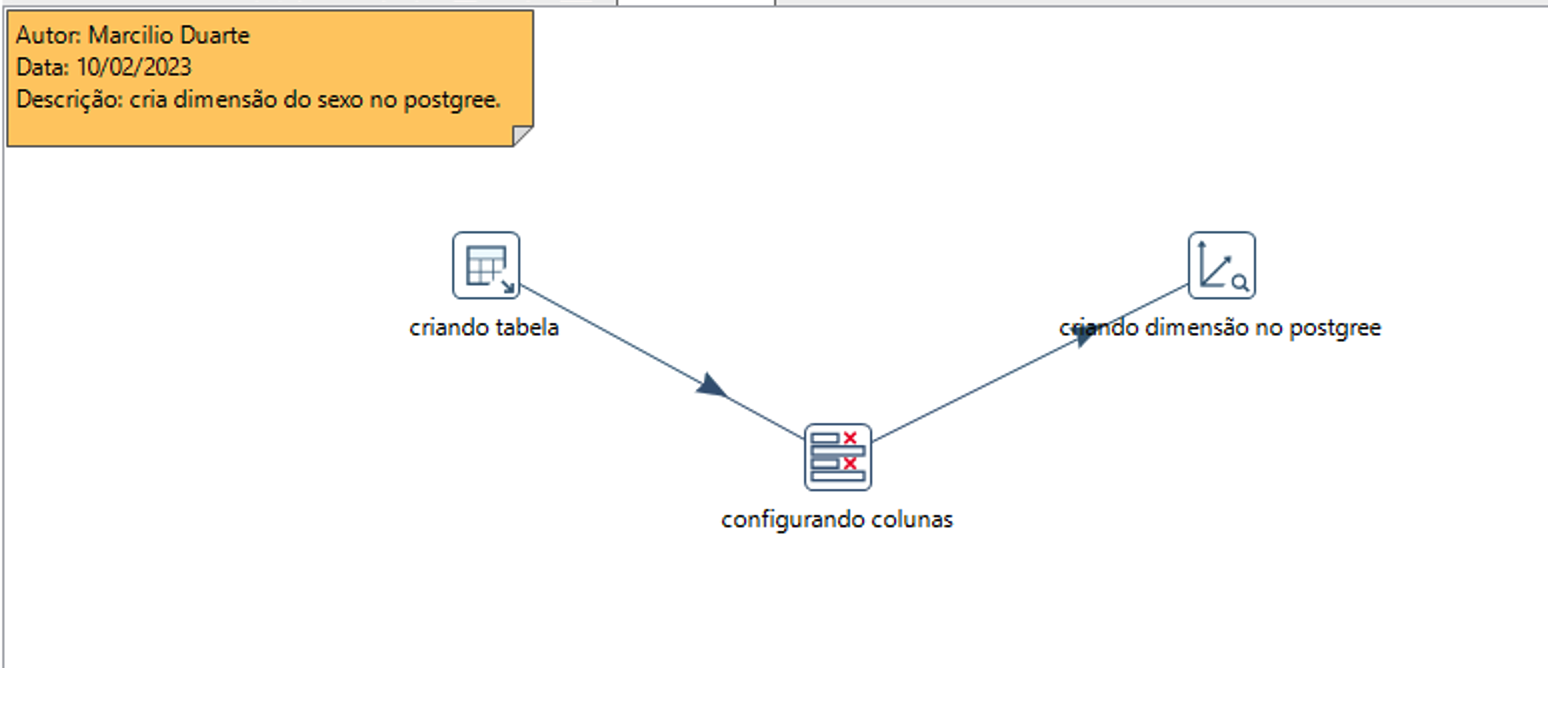 Autor: Marcilio Duarte
Data: 10/02/2023
Descrição: cria dimensão do sexo no postgree.
criando tabela
criando dimensão no postgree
configurando colunas